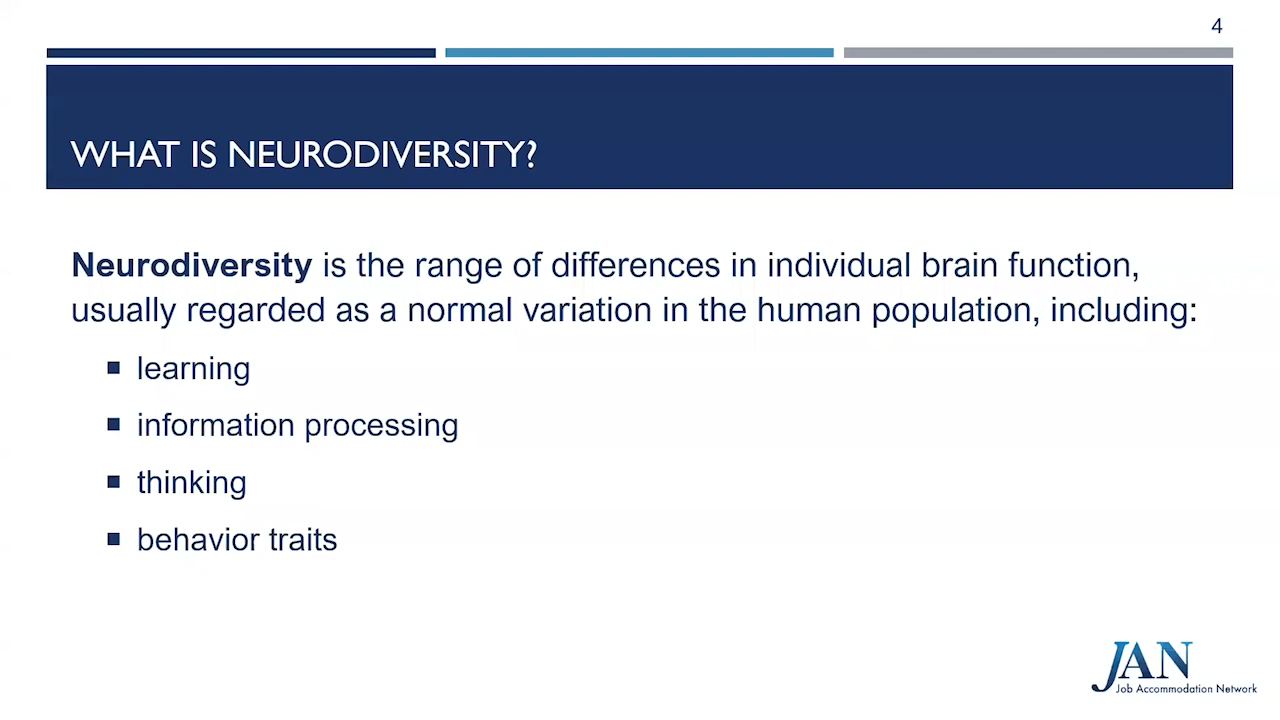 4
WHAT IS NEURODIVERSITY?
Neurodiversity is the range of differences in individual brain function,
usually regarded as a normal variation in the human population, including:
learning
information processing
thinking
behavior traits
JAN
Job Accommodation Network